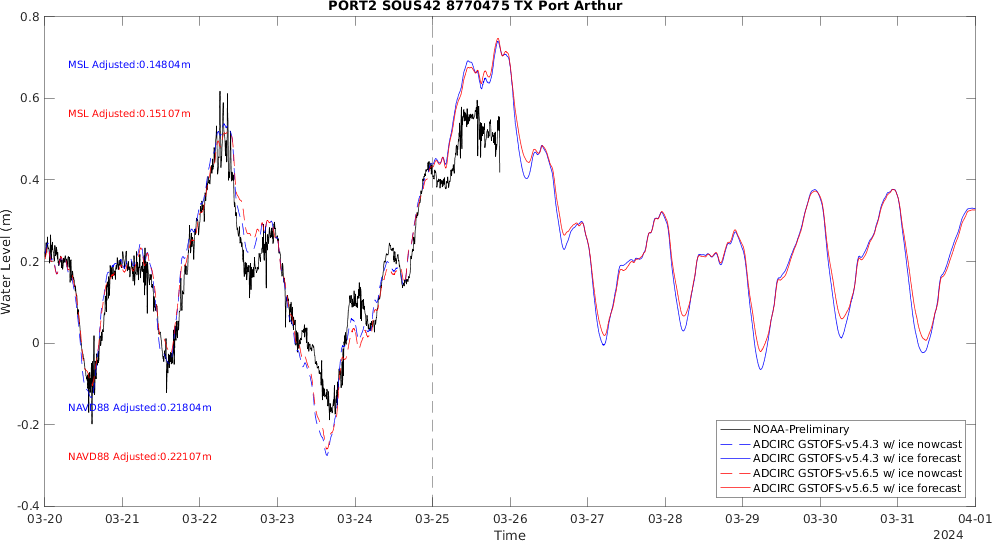 PORT2 SOUS42 8770475 TX Port Arthur
0.8
0.6
0.4
0.2
0
-0.2
-0.4
Water Level (m)
MSL Adjusted:0.14804m
MSL Adjusted:0.15107m
NAVD88 Adjusted:0.21804m
NAVD88 Adjusted:0.22107m
NOAA-Preliminary
ADCIRC GSTOFS-v5.4.3 w/ ice nowcast
ADCIRC GSTOFS-v5.4.3 w/ ice forecast
ADCIRC GSTOFS-v5.6.5 w/ ice nowcast
ADCIRC GSTOFS-v5.6.5 w/ ice forecast
03-20 03-21 03-22 03-23 03-24 03-25 03-26 03-27 03-28 03-29 03-30 03-31 04-01
Time
2024